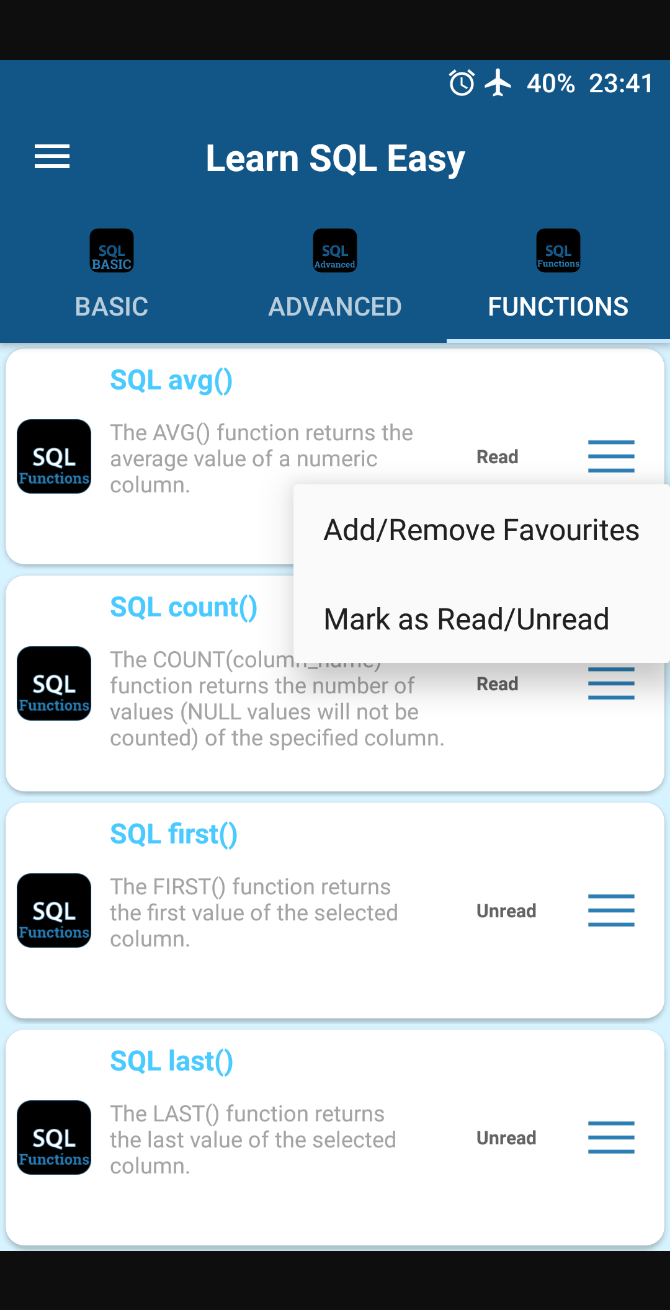 40% 23:41
Learn SQL Easy
SQL
BASIC
SQL
Advanced
SQL
Functions
BASIC
ADVANCED
FUNCTIONS
SQL avg()
SQL
Functions
The AVG() function returns the
average value of a numeric
column.
Read
Add/Remove Favourites
Mark as Read/Unread
SQL count()
SQL
Functions
The COUNT(column_name)
function returns the number of
values (NULL values will not be
counted) of the specified column.
Read
SQL first()
SQL
Functions
The FIRST() function returns
the first value of the selected
column.
Unread
SQL last()
SQL
Functions
The LAST() function returns
the last value of the selected
column.
Unread